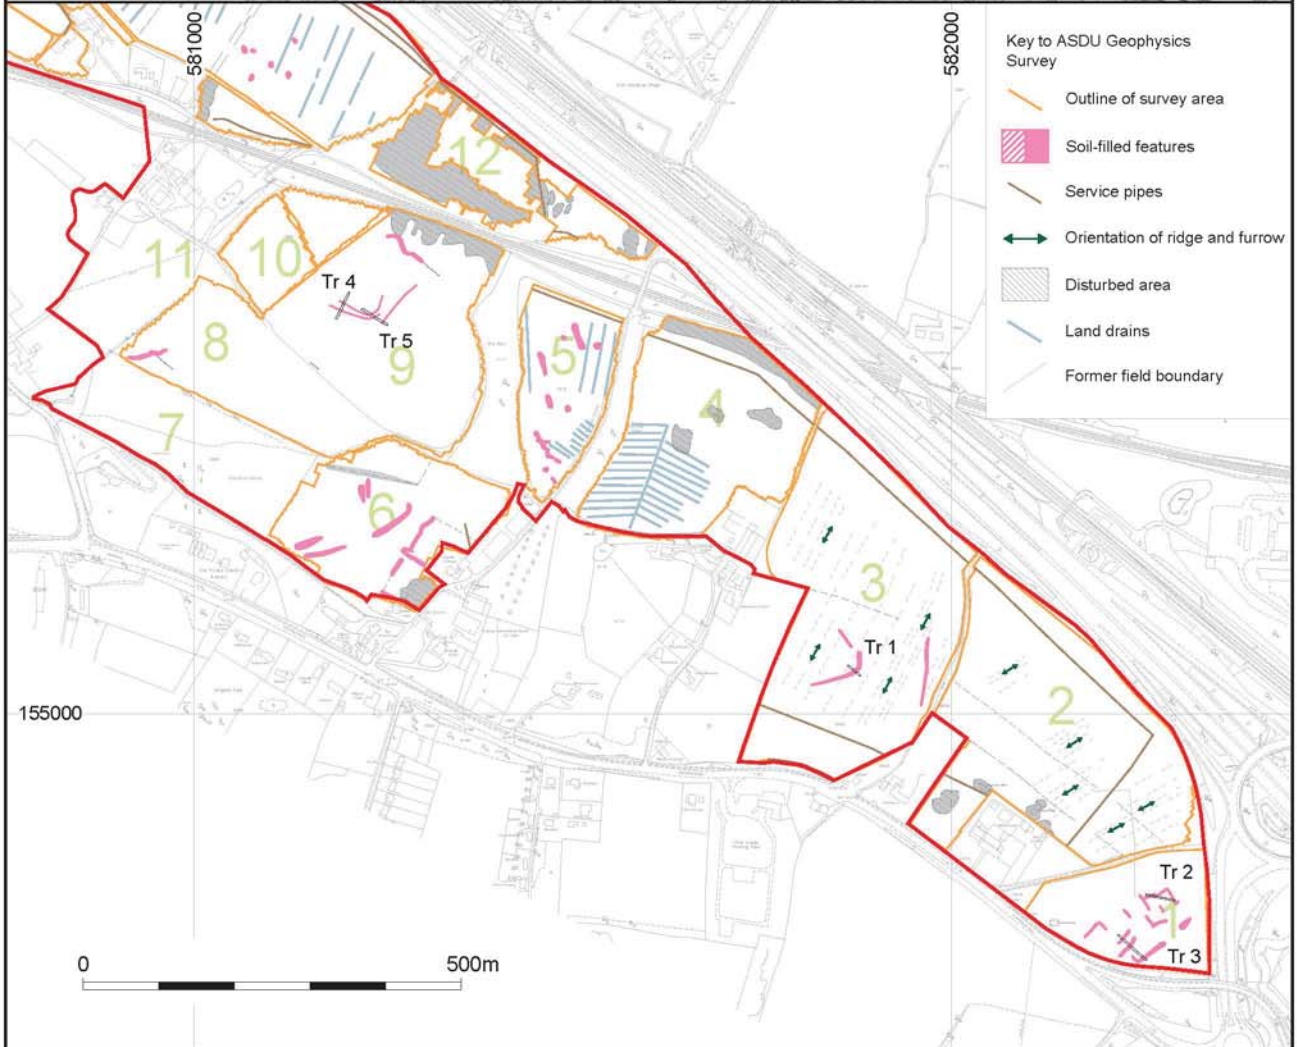 581000
582000
Key to ASDU Geophysics
Survey
Outline of survey area
Soil-filled features
Service pipes
Orientation of ridge and furrow
Disturbed area
Land drains
Former field boundary
12
11
10
Tr 4
Tr 5
8
9
5
4
7
6
3
Tr 1
2
155000
Tr 2
1
Tr 3
0
500m